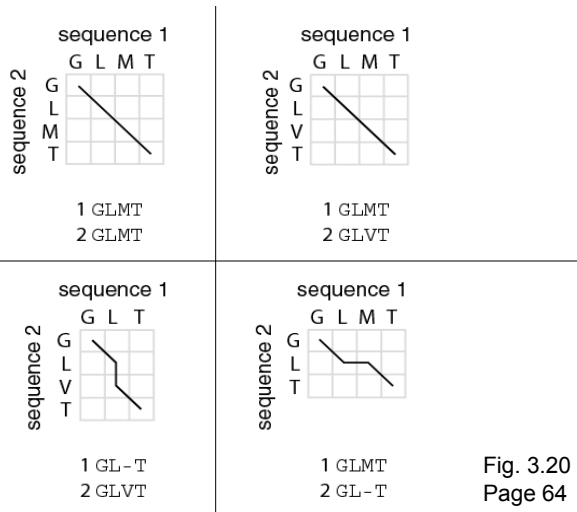 sequence 1
G L M T
sequence 2
G
L
M
T
1 GLMT
2 GLMT
sequence 1
G L M T
sequence 2
G
L
V
T
1 GLMT
2 GLVT
sequence 1
G L T
sequence 2
G
L
V
T
1 GL-T
2 GLVT
sequence 1
G L M T
sequence 2
G
L
T
1 GLMT
2 GL-T
Fig. 3.20
Page 64